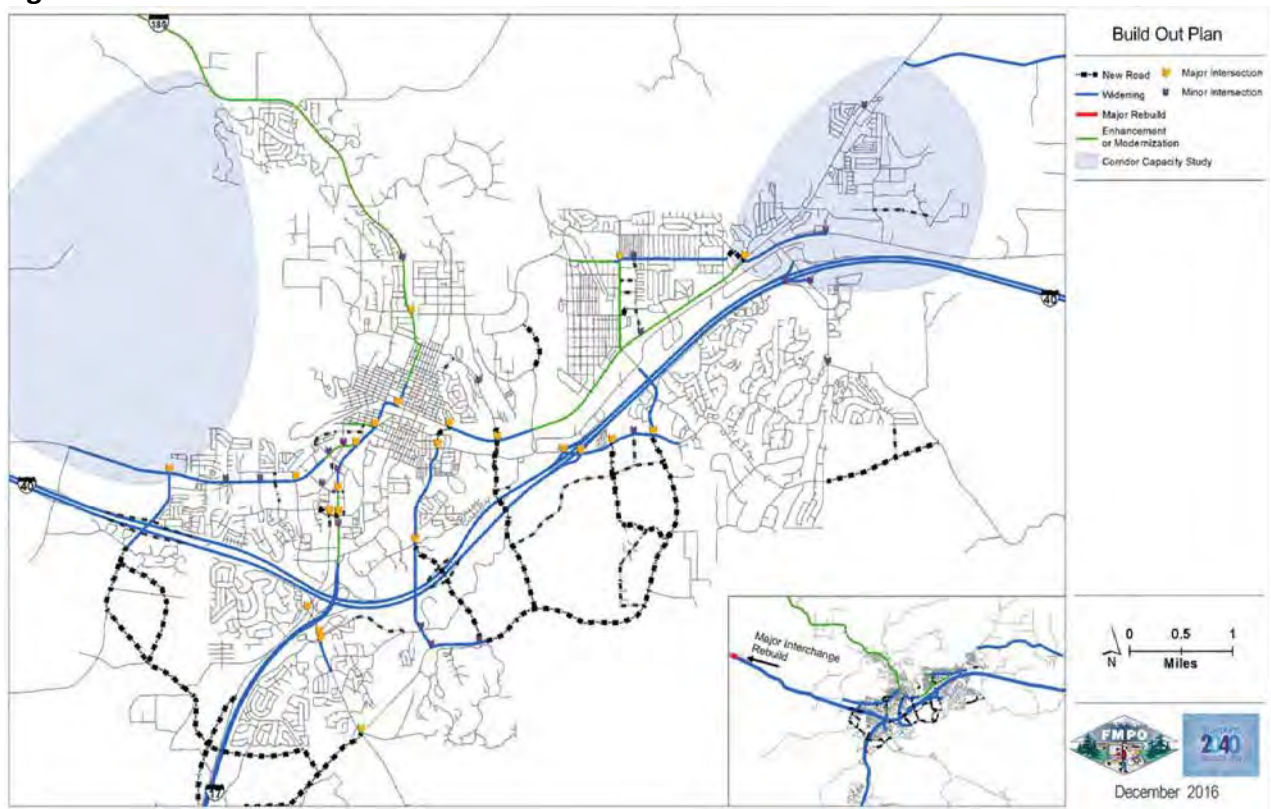 180
Build Out Plan
New Road
Major Intersection
Widening
Minor Intersection
Major Rebuild
Enhancement
or Modernization
Corridor Capacity Study
40
40
17
Major Interchange
Rebuild
N
0 0.5 1
Miles
FMPO
2040
December 2016